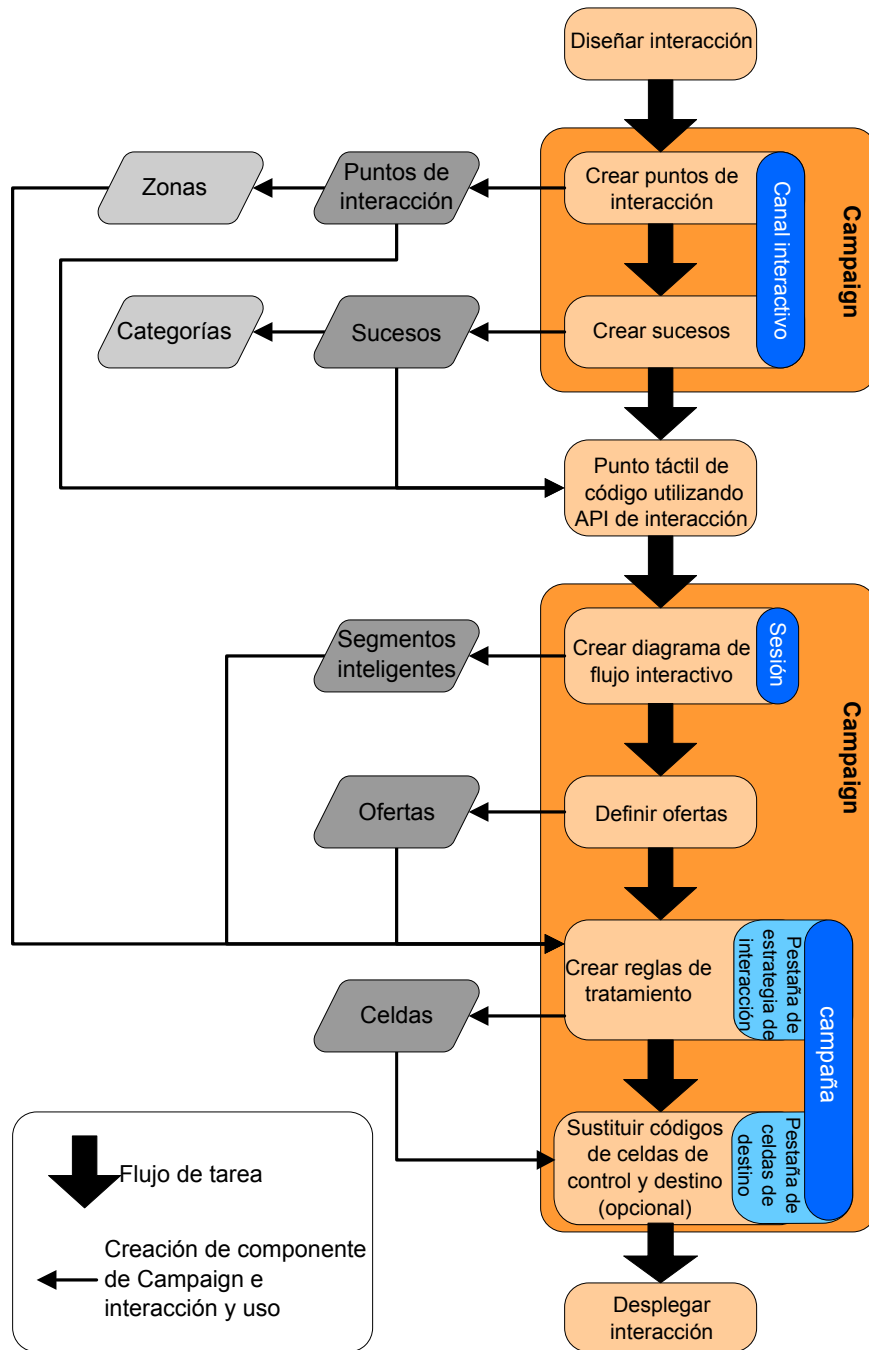 Diseñar interacción
Zonas
Puntos de
interacción
Crear puntos de
interacción
Canal interactivo
Campaign
Categorías
Sucesos
Crear sucesos
Punto táctil de
código utilizando
API de interacción
Segmentos
inteligentes
Crear diagrama de
flujo interactivo
Sesión
Campaign
Ofertas
Definir ofertas
Crear reglas de
tratamiento
Pestaña de
estrategia de
interacción
campaña
Celdas
Sustituir códigos
de celdas de
control y destino
(opcional)
Pestaña de
celdas de
destino
Flujo de tarea
Creación de componente
de Campaign e
interacción y uso
Desplegar
interacción